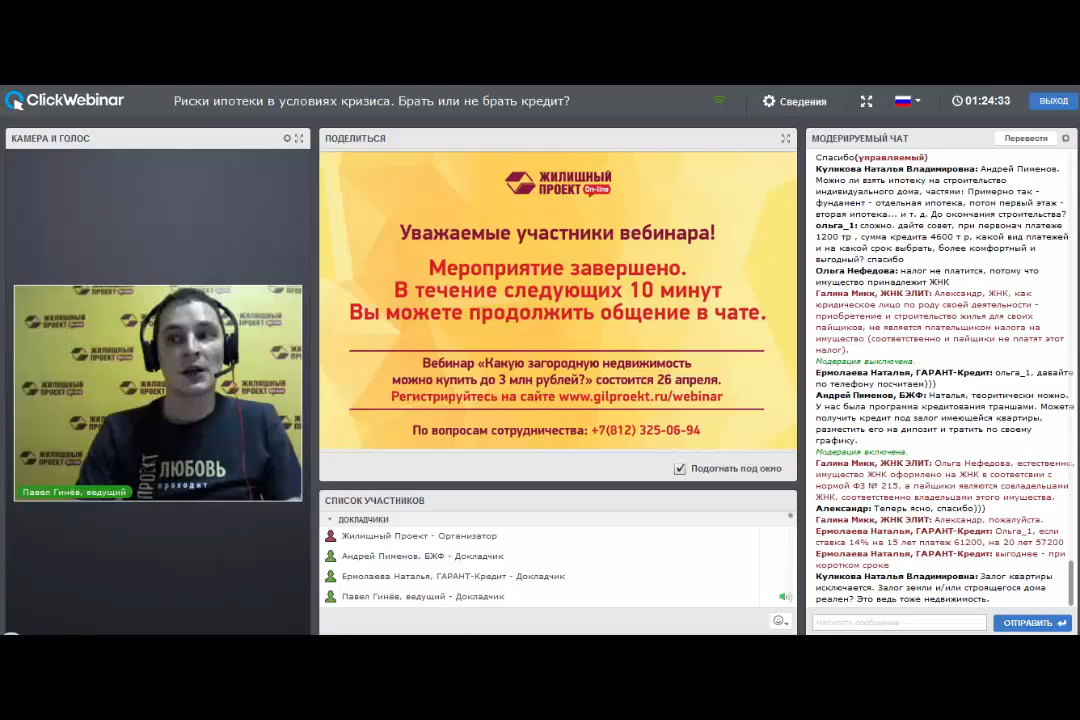 ClickWebinar
Риски ипотеки в условиях кризиса. Брать или не брать кредит?
Сведения
01:24:33
ВЫХОД
КАМЕРА И ГОЛОС
Павел Гинёв, ведущий
ЖИЛИЩНЫЙ
ПРОЕКТ
ПРОЕКТ
ЛЮБОВЬ
проходит
ПОДЕЛИТЬСЯ
ЖИЛИЩНЫЙ
ПРОЕКТ On-line
Уважаемые участники вебинара!
Мероприятие завершено.
В течение следующих 10 минут
Вы можете продолжить общение в чате.
Вебинар «Какую загородную недвижимость
можно купить до 3 млн рублей?» состоится 26 апреля.
Регистрируйтесь на сайте www.gilproekt.ru/webinar
По вопросам сотрудничества: +7(812) 325-06-94
Подогнать под окно
СПИСОК УЧАСТНИКОВ
ДОКЛАДЧИКИ
Жилищный Проект - Организатор
Андрей Пименов, БЖФ - Докладчик
Ермолаева Наталья, ГАРАНТ-Кредит - Докладчик
Павел Гинёв, ведущий - Докладчик
МОДЕРИРУЕМЫЙ ЧАТ
Перевести
Спасибо(управляемый)
Куликова Наталья Владимировна: Андрей Пименов.
Можно ли взять ипотеку на строительство
индивидуального дома, частями: Примерно так -
фундамент - отдельная ипотека, потом первый этаж -
вторая ипотека... и т. д. До окончания строительства?
ольга_1: сложно. дайте совет, при первонач платеже
1200 тр , сумма кредита 4600 т р, какой вид платежей
и на какой срок выбрать, более комфортный и
выгодный? спасибо
Ольга Нефедова: налог не платится, потому что
имущество принадлежит ЖНК
Галина Микк, ЖНК ЭЛИТ: Александр, ЖНК, как
юридическое лицо по роду своей деятельности -
приобретение и строительство жилья для своих
пайщиков, не является плательщиком налога на
имущество (соответственно и пайщики не платят этот
налог).
Модерация выключена.
Ермолаева Наталья, ГАРАНТ-Кредит: ольга_1, давайте
по телефону посчитаем)))
Андрей Пименов, БЖФ: Наталья, теоритически можно.
У нас была программа кредитования траншами. Можете
получить кредит под залог имеющейся квартиры,
разместить его на дипозит и тратить по своему
графику.
Модерация включена.
Галина Микк, ЖНК ЭЛИТ: Ольга Нефедова, естественно,
имущество ЖНК оформлено на ЖНК в соответсвии с
нормой ФЗ № 215, а пайщики являются совладельцами
ЖНК, соответственно владельцами этого имущества.
Александр: Теперь ясно, спасибо)))
Галина Микк, ЖНК ЭЛИТ: Александр, пожалуйста.
Ермолаева Наталья, ГАРАНТ-Кредит: Ольга_1, если
ставка 14% на 15 лет платеж 61200, на 20 лет 57200
Ермолаева Наталья, ГАРАНТ-Кредит: выгоднее - при
коротком сроке
Куликова Наталья Владимировна: Залог квартиры
исключается. Залог земли и/или строящегося дома
реален? Это ведь тоже недвижимость.
Написать сообщение
ОТПРАВИТЬ